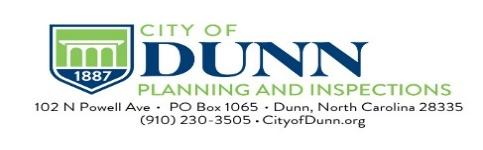 CITY OF
DUNN
1887
PLANNING AND INSPECTIONS
102 N Powell Ave • PO Box 1065 • Dunn, North Carolina 28335
(910) 230-3505 • CityofDunn.org